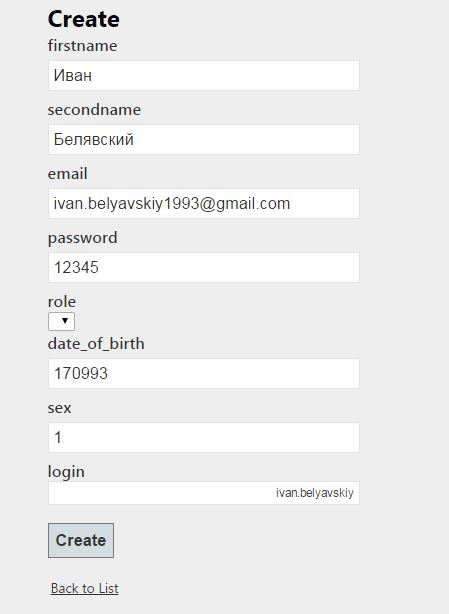 Create
firstname
Иван
secondname
Белявский
email
ivan.belyavskiy1993@gmail.com
password
12345
role
date_of_birth
170993
sex
1
login
ivan.belyavskiy
Create
Back to List